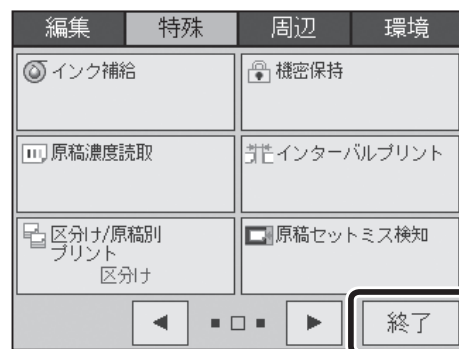 編集 特殊 周辺 環境
インク補給 機密保持
原稿濃度読取 インターバルプリント
区分け/原稿別 原稿セットミス検知
プリント
区分け
終了